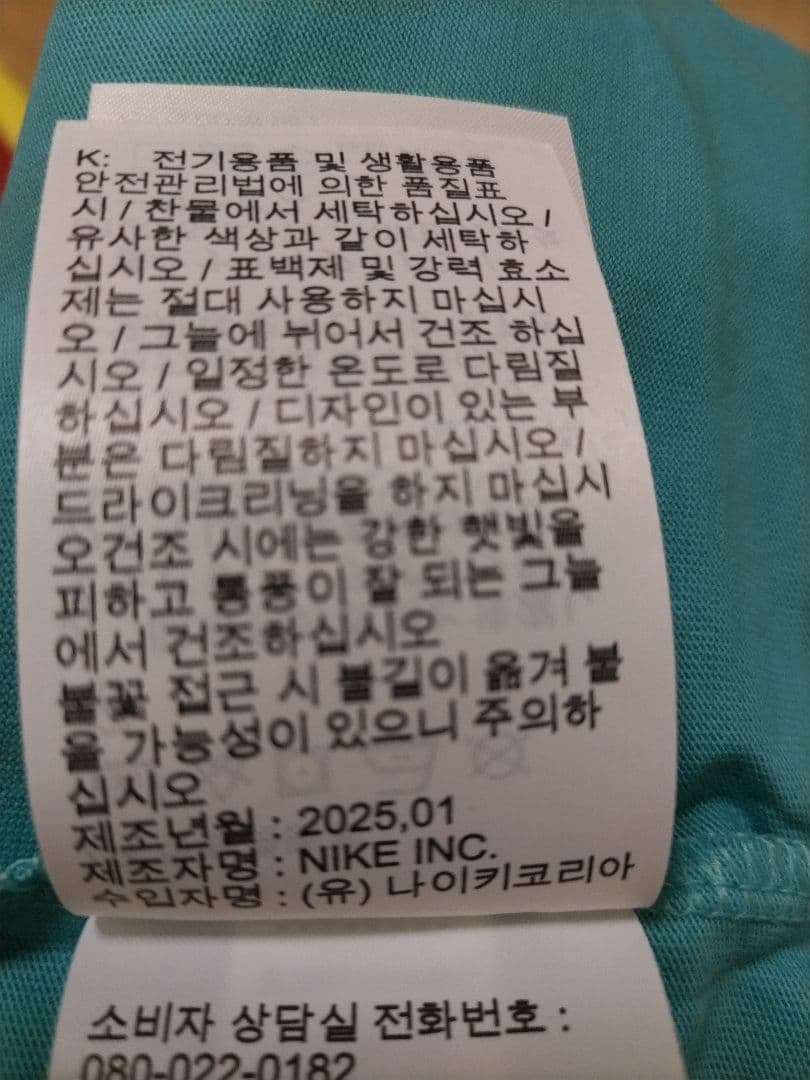 K: 전기용품 및 생활용품
안전관리법에 의한 품질표
시 / 찬물에서 세탁하십시오 /
유사한 색상과 같이 세탁하
십시오 / 표백제 및 강력 효소
제는 절대 사용하지 마십시
오 / 그늘에 뉘어서 건조 하십
시오 / 일정한 온도로 다림질
하십시오 / 디자인이 있는 부
분은 다림질하지 마십시오 /
드라이크리닝을 하지 마십시
오건조 시에는 강한 햇빛을
피하고 통풍이 잘 되는 그늘
에서 건조하십시오
불꽃 접근 시 불길이 옮겨 붙
을 가능성이 있으니 주의하
십시오
제조년월 : 2025,01
제조자명 : NIKE INC.
수입자명 : (유) 나이키코리아
소비자 상담실 전화번호 :
080-022-0182